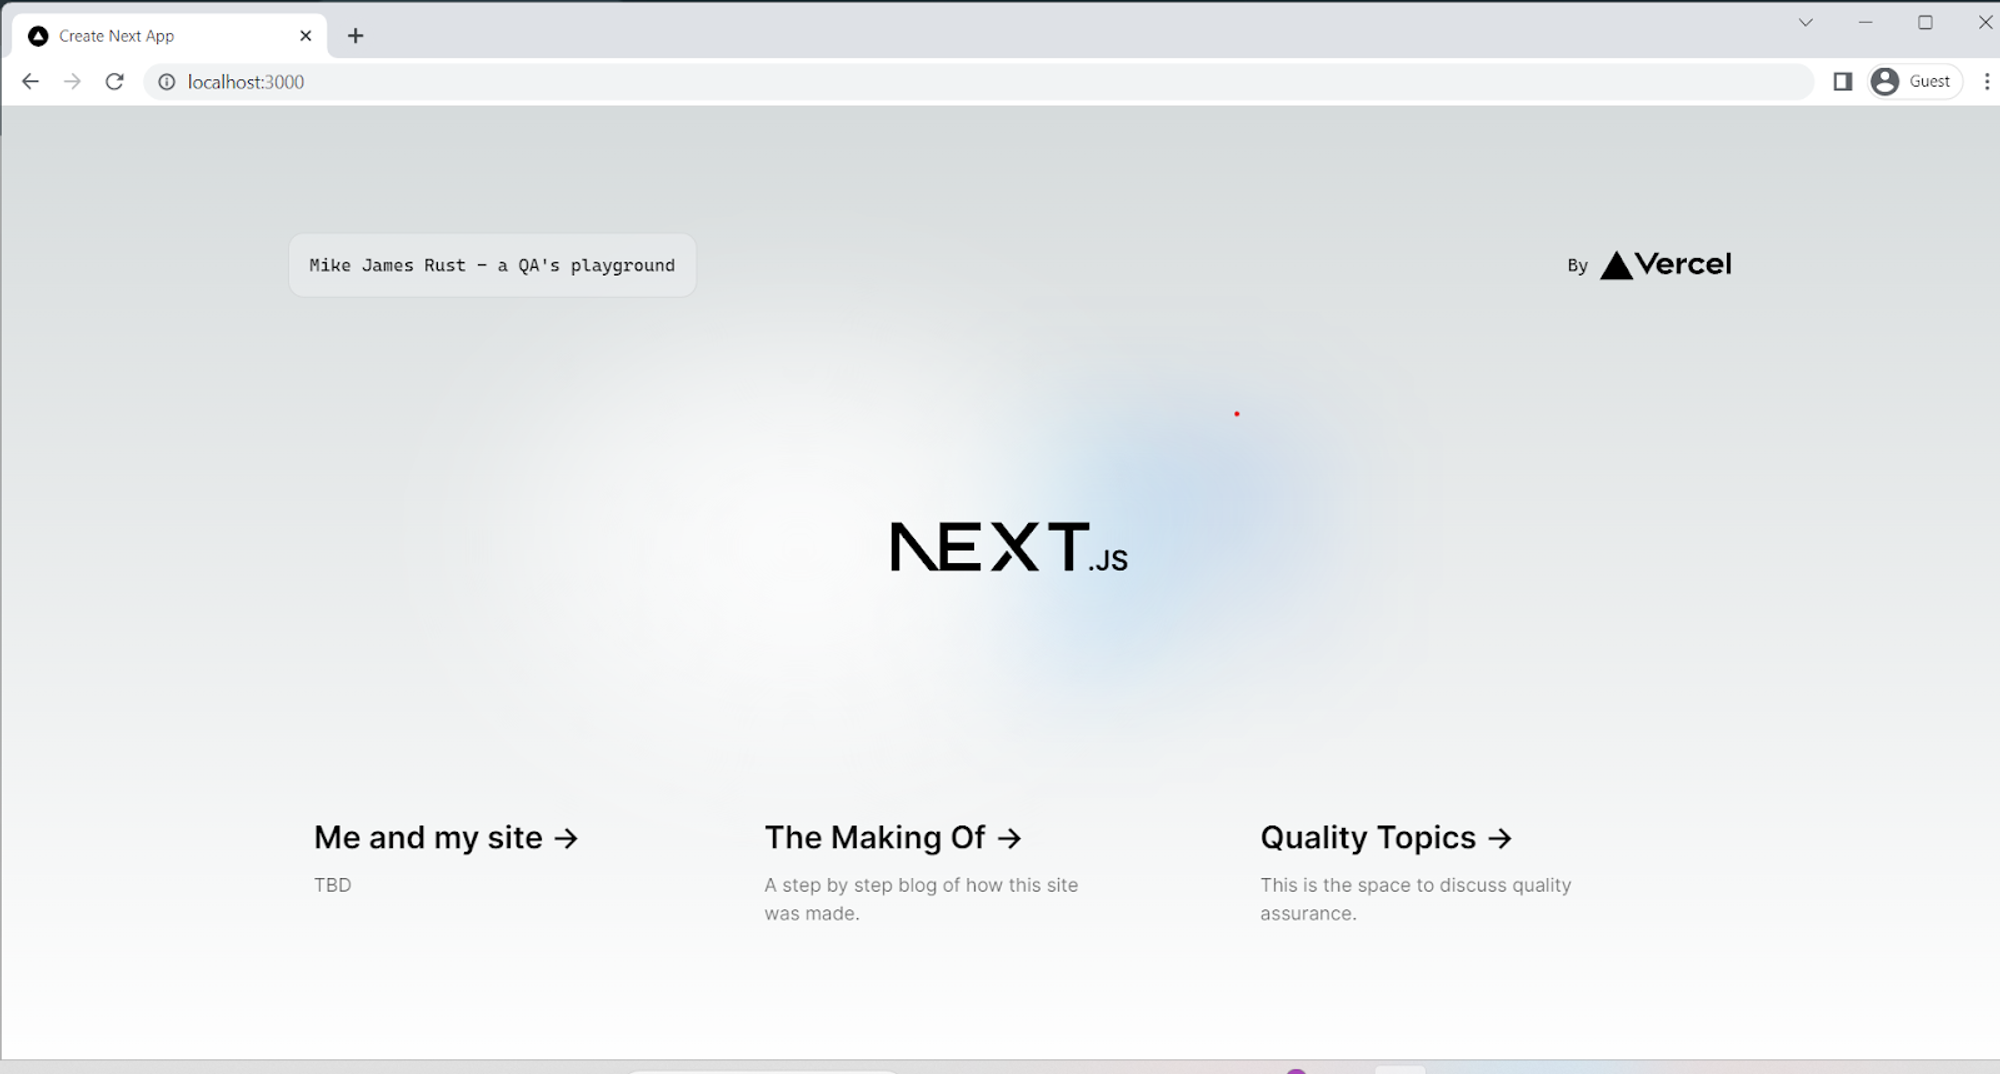 Create Next App
localhost:3000
Guest
Mike James Rust - a QA's playground
By Vercel
NEXT.JS
Me and my site →
TBD
The Making Of →
A step by step blog of how this site
was made.
Quality Topics →
This is the space to discuss quality
assurance.